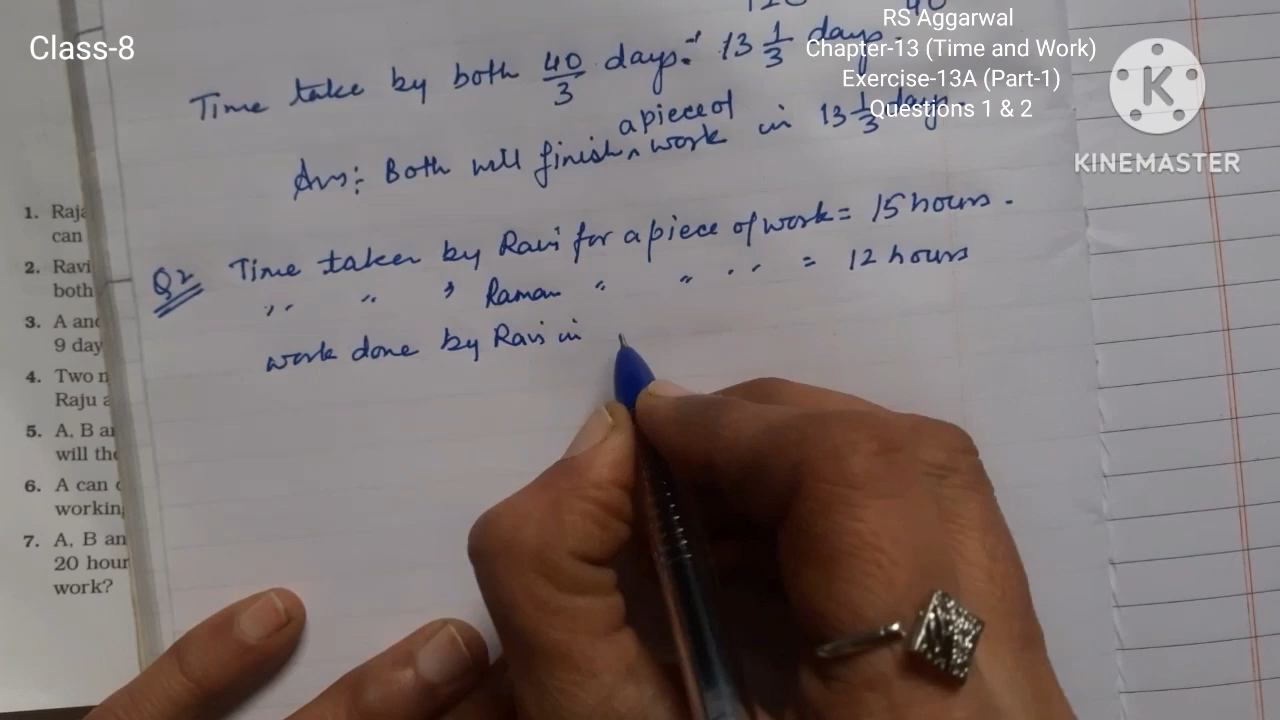 Class-8
RS Aggarwal
Chapter-13 (Time and Work)
Exercise-13A (Part-1)
Questions 1 & 2
KINEMASTER
Time take by both 40/3 days. 13 1/3 days.
Ans: Both will finish a piece of work in 13 1/3 days.
Q2 Time taken by Ravi for a piece of work = 15 hours.
,, ,, ,, Raman ,, ,, ,, = 12 hours
work done by Ravi in
1. Raja
can
2. Ravi
both
3. A and
9 day
4. Two m
Raju a
5. A, B an
will the
6. A can
working
7. A, B an
20 hour
work?